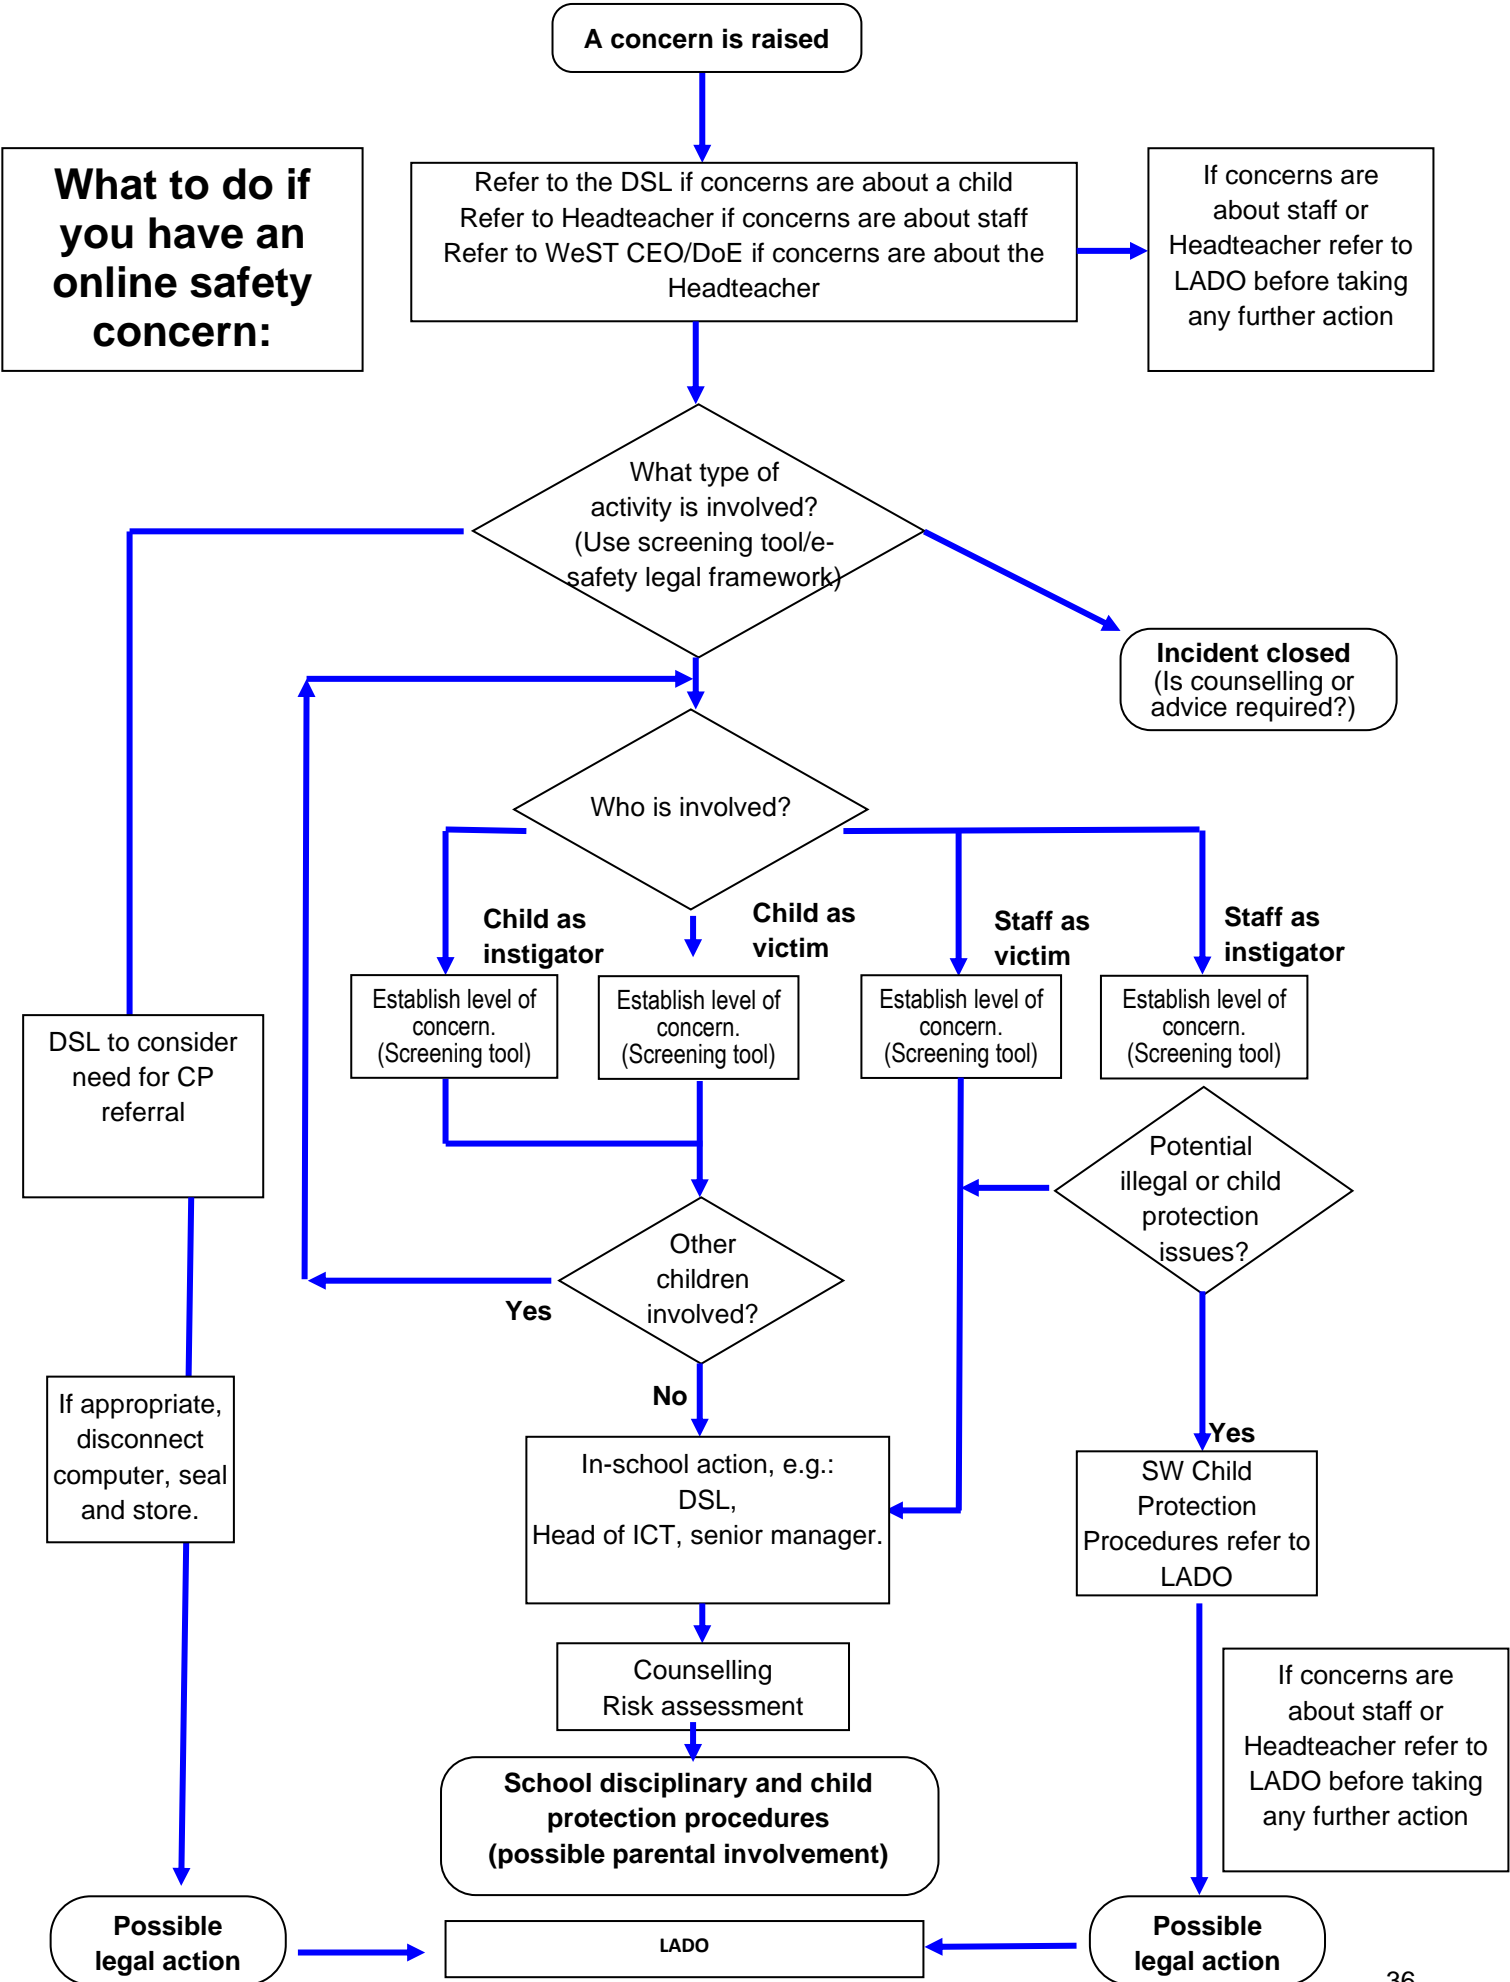 A concern is raised
What to do if
you have an
online safety
concern:
Refer to the DSL if concerns are about a child
Refer to Headteacher if concerns are about staff
Refer to WeST CEO/DoE if concerns are about the
Headteacher
If concerns are
about staff or
Headteacher refer to
LADO before taking
any further action
What type of
activity is involved?
(Use screening tool/e-
safety legal framework)
Incident closed
(Is counselling or
advice required?)
Who is involved?
Child as
instigator
Child as
victim
Staff as
victim
Staff as
instigator
Establish level of
concern.
(Screening tool)
Establish level of
concern.
(Screening tool)
Establish level of
concern.
(Screening tool)
Establish level of
concern.
(Screening tool)
DSL to consider
need for CP
referral
Potential
illegal or child
protection
issues?
Other
children
involved?
Yes
No
If appropriate,
disconnect
computer, seal
and store.
Yes
In-school action, e.g.:
DSL,
Head of ICT, senior manager.
SW Child
Protection
Procedures refer to
LADO
Counselling
Risk assessment
If concerns are
about staff or
Headteacher refer to
LADO before taking
any further action
School disciplinary and child
protection procedures
(possible parental involvement)
Possible
legal action
LADO
Possible
legal action
36